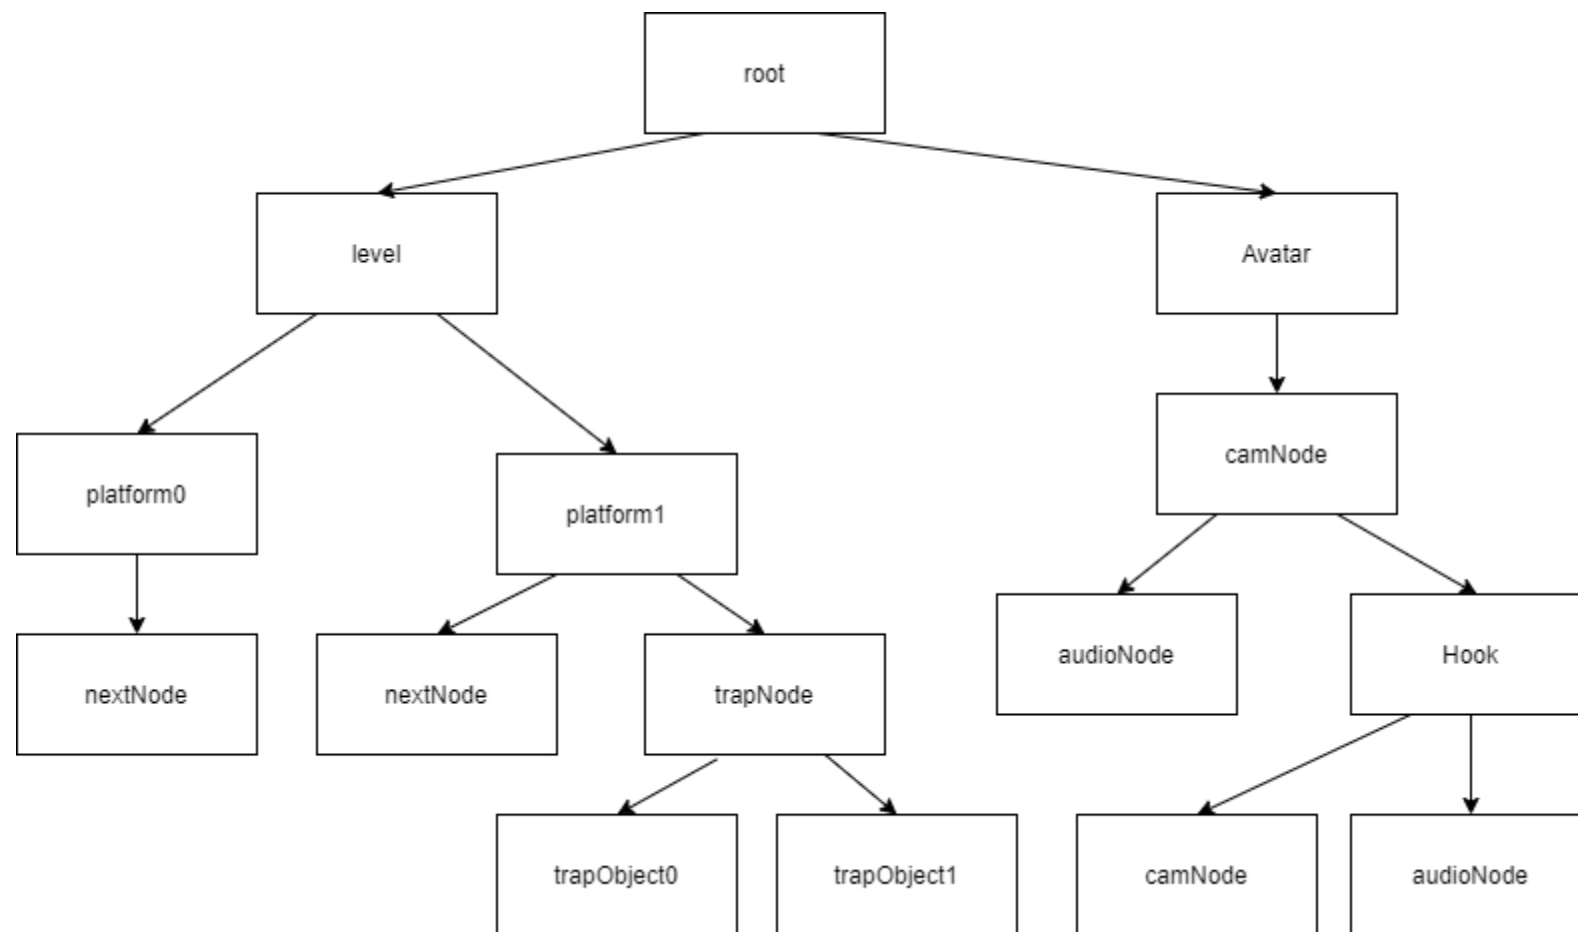 root
level
Avatar
camNode
platform0
platform1
audioNode
Hook
nextNode
nextNode
trapNode
trapObject0
trapObject1
camNode
audioNode